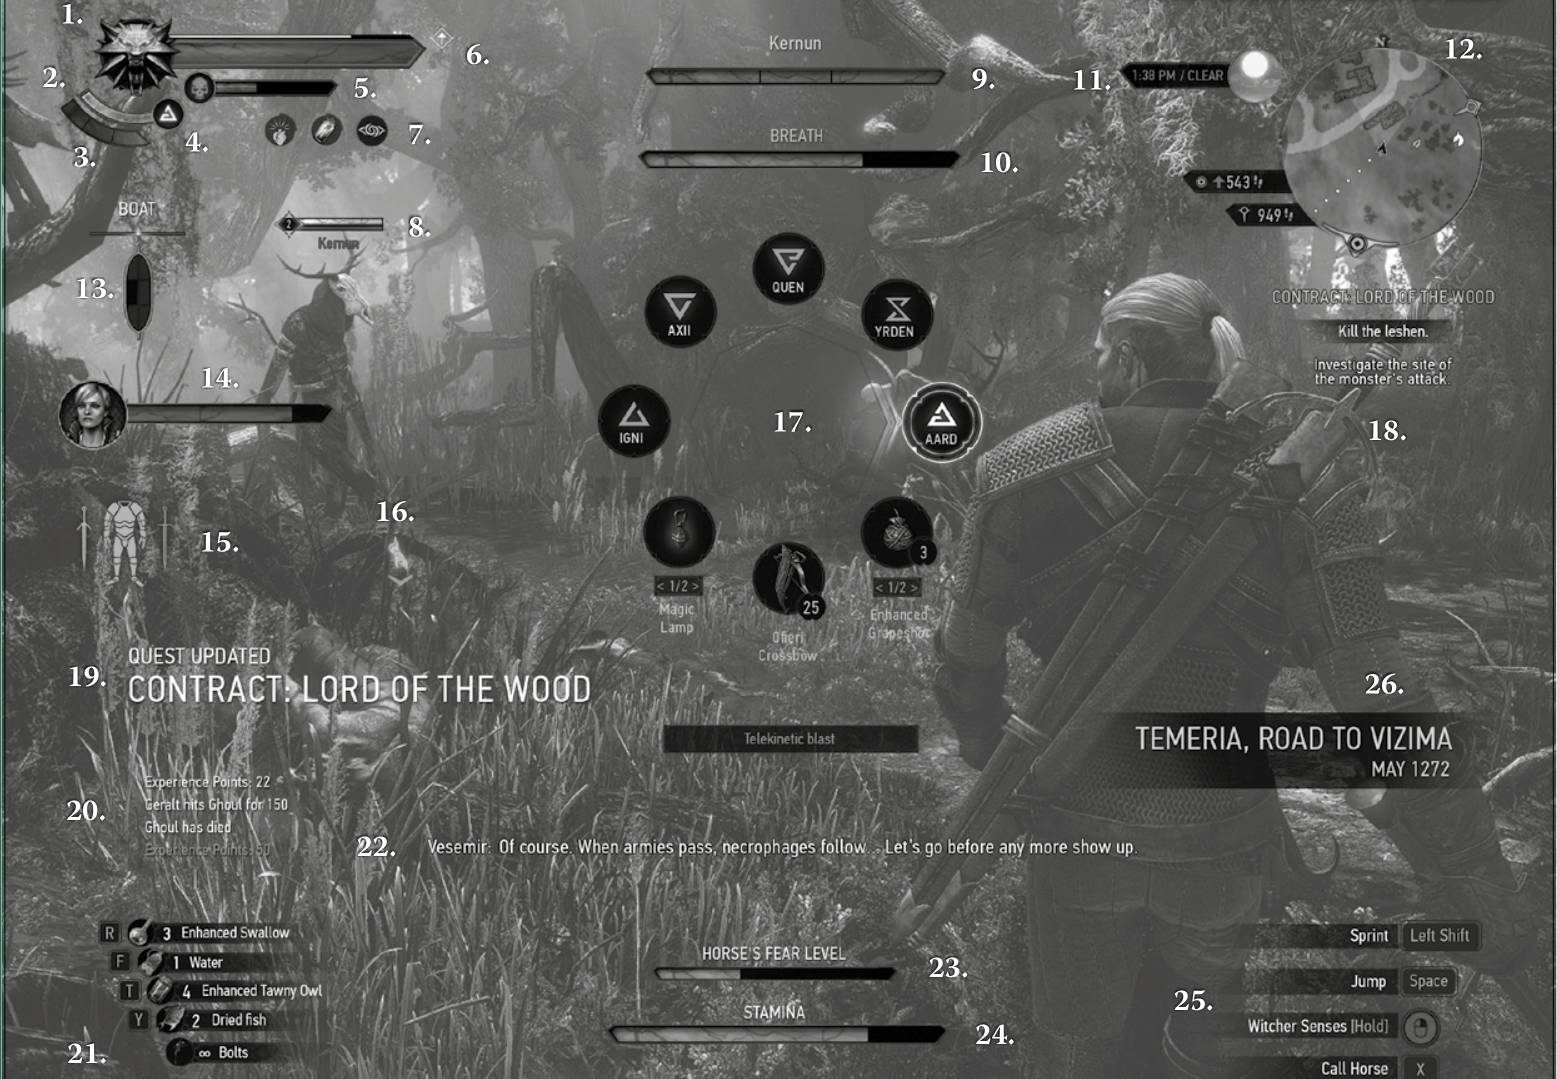 1.
2.
3.
4.
5.
6.
7.
Kernun
9.
BREATH
10.
11.
1:38 PM / CLEAR
12.
N
543
949
BOAT
2
Kernun
8.
13.
14.
15.
16.
QUEN
AXII
YRDEN
IGNI
17.
AARD
3
25
< 1/2 >
Magic
Lamp
Ofieri
Crossbow
< 1/2 >
Enhanced
Grapeshot
CONTRACT: LORD OF THE WOOD
Kill the leshen.
Investigate the site of
the monster's attack.
18.
QUEST UPDATED
19.
CONTRACT: LORD OF THE WOOD
Telekinetic blast
26.
TEMERIA, ROAD TO VIZIMA
MAY 1272
20.
Experience Points: 22
Geralt hits Ghoul for 150
Ghoul has died
Experience Points: 50
22.
Vesemir: Of course. When armies pass, necrophages follow... Let's go before any more show up.
R 3 Enhanced Swallow
F 1 Water
T 4 Enhanced Tawny Owl
Y 2 Dried fish
21.
∞ Bolts
HORSE'S FEAR LEVEL
23.
STAMINA
24.
25.
Sprint Left Shift
Jump Space
Witcher Senses [Hold]
Call Horse X